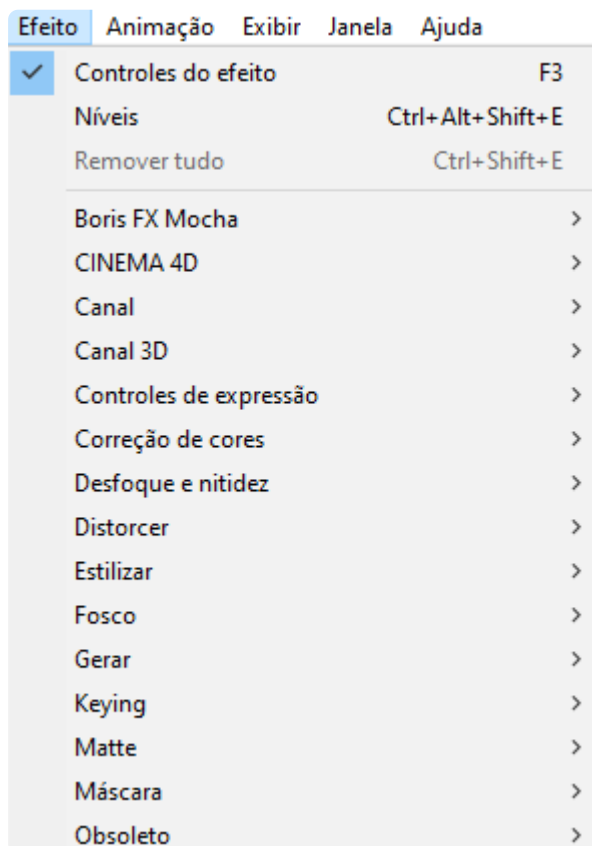 Efeito Animação Exibir Janela Ajuda
Controles do efeito F3
Níveis Ctrl+Alt+Shift+E
Remover tudo Ctrl+Shift+E
Boris FX Mocha
CINEMA 4D
Canal
Canal 3D
Controles de expressão
Correção de cores
Desfoque e nitidez
Distorcer
Estilizar
Fosco
Gerar
Keying
Matte
Máscara
Obsoleto